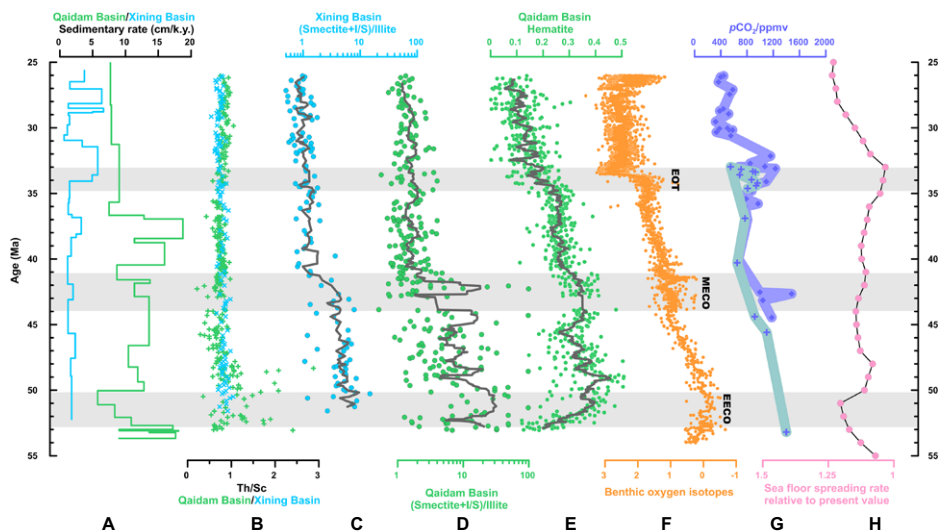 Qaidam Basin/Xining Basin
Sedimentary rate (cm/k.y.)
0 5 10 15 20
Xining Basin
(Smectite+I/S)/Illite
0.5 1 10 100
Qaidam Basin
Hematite
0 0.1 0.2 0.3 0.4 0.5
pCO₂/ppmv
0 400 800 1200 1600 2000
Age (Ma)
25
30
35
40
45
50
55
EOT
MECO
EECO
25
30
35
40
45
50
55
0 1 2 3
Th/Sc
Qaidam Basin/Xining Basin
1 10 100
Qaidam Basin
(Smectite+I/S)/Illite
3 2 1 0 -1
Benthic oxygen isotopes
1.5 1.25 1
Sea floor spreading rate
relative to present value
A B C D E F G H